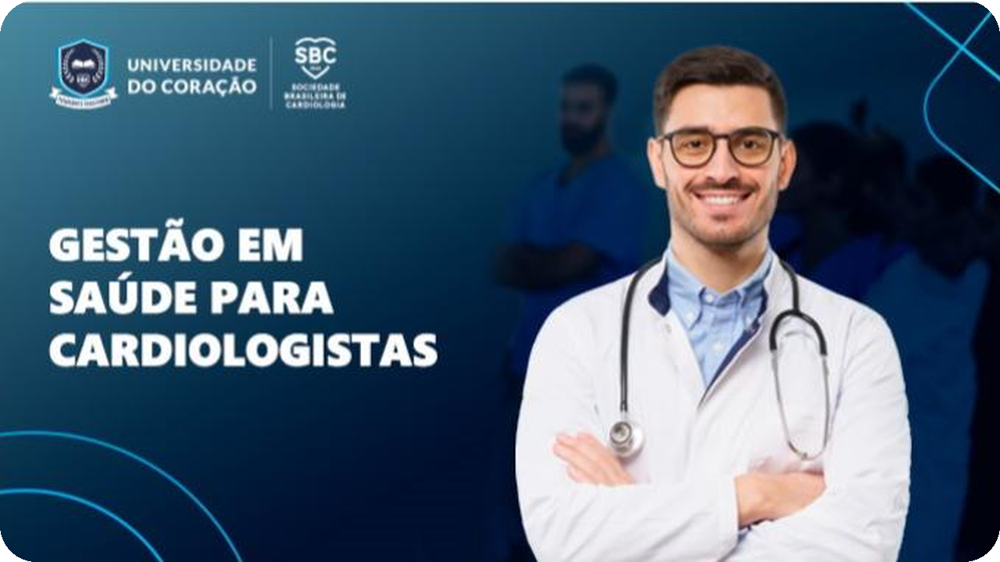 UNIVERSIDADE
DO CORAÇÃO
SBC
SOCIEDADE
BRASILEIRA DE
CARDIOLOGIA
GESTÃO EM
SAÚDE PARA
CARDIOLOGISTAS